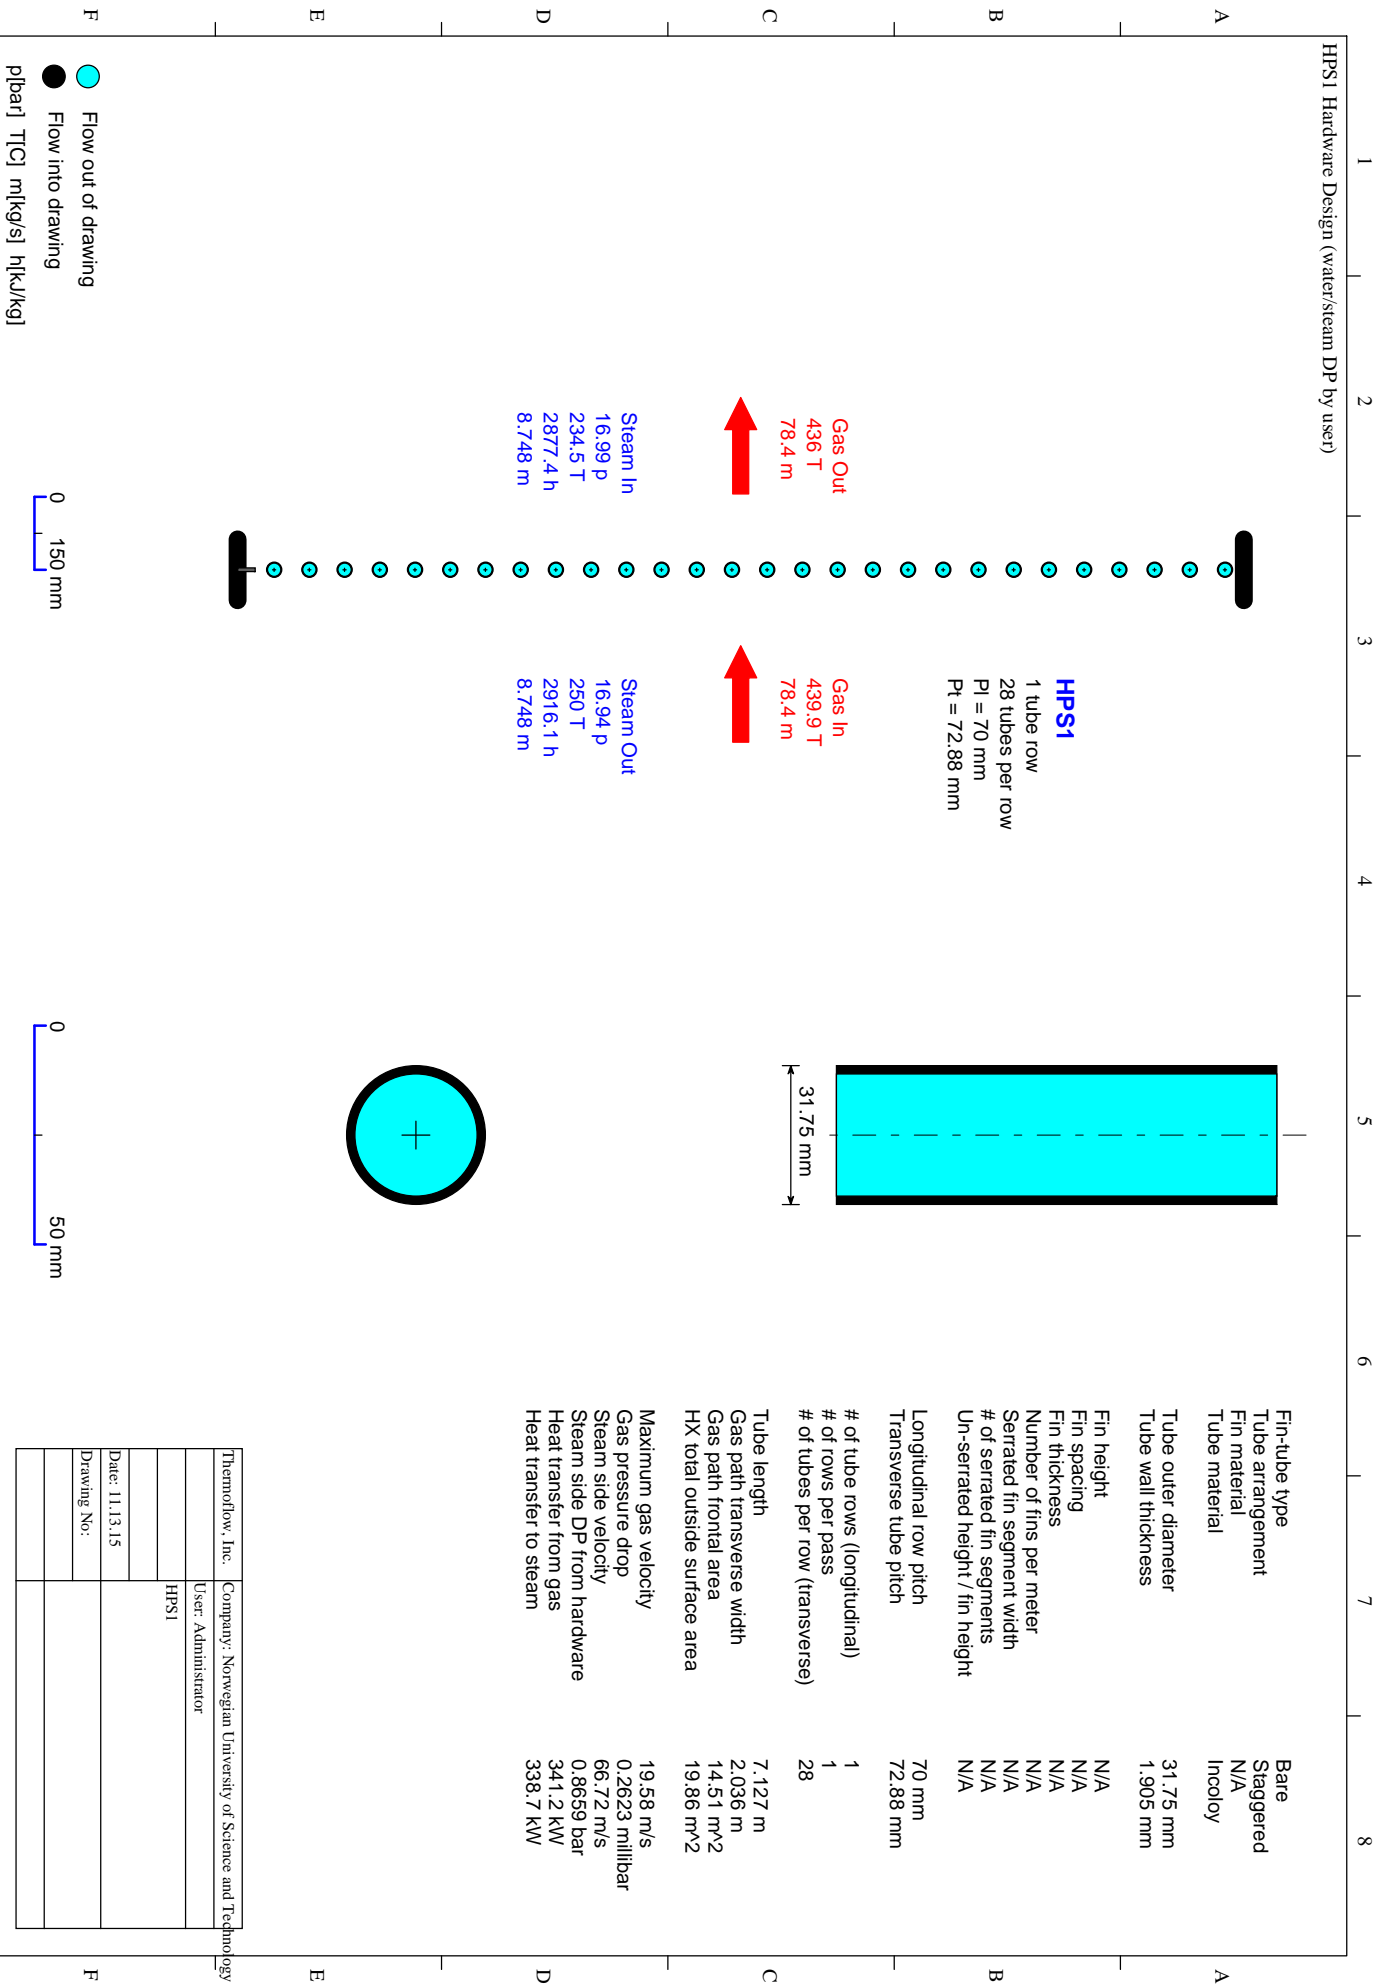 HPS1 Hardware Design (water/steam DP by user)
1
2
3
4
5
6
7
8
A
B
C
D
E
F
A
B
C
D
E
F
HPS1
1 tube row
28 tubes per row
Pl = 70 mm
Pt = 72.88 mm
Gas Out
436 T
78.4 m
Gas In
439.9 T
78.4 m
Steam In
16.99 p
234.5 T
2877.4 h
8.748 m
Steam Out
16.94 p
250 T
2916.1 h
8.748 m
31.75 mm
Fin-tube type Bare
Tube arrangement Staggered
Fin material N/A
Tube material Incoloy
Tube outer diameter 31.75 mm
Tube wall thickness 1.905 mm
Fin height N/A
Fin spacing N/A
Fin thickness N/A
Number of fins per meter N/A
Serrated fin segment width N/A
# of serrated fin segments N/A
Un-serrated height / fin height N/A
Longitudinal row pitch 70 mm
Transverse tube pitch 72.88 mm
# of tube rows (longitudinal) 1
# of rows per pass 1
# of tubes per row (transverse) 28
Tube length 7.127 m
Gas path transverse width 2.036 m
Gas path frontal area 14.51 m^2
HX total outside surface area 19.86 m^2
Maximum gas velocity 19.58 m/s
Gas pressure drop 0.2623 millibar
Steam side velocity 66.72 m/s
Steam side DP from hardware 0.8659 bar
Heat transfer from gas 341.2 kW
Heat transfer to steam 338.7 kW
Flow out of drawing
Flow into drawing
p[bar] T[C] m[kg/s] h[kJ/kg]
0 150 mm
0 50 mm
Thermoflow, Inc. Company: Norwegian University of Science and Technology
User: Administrator
HPS1
Date: 11.13.15
Drawing No: